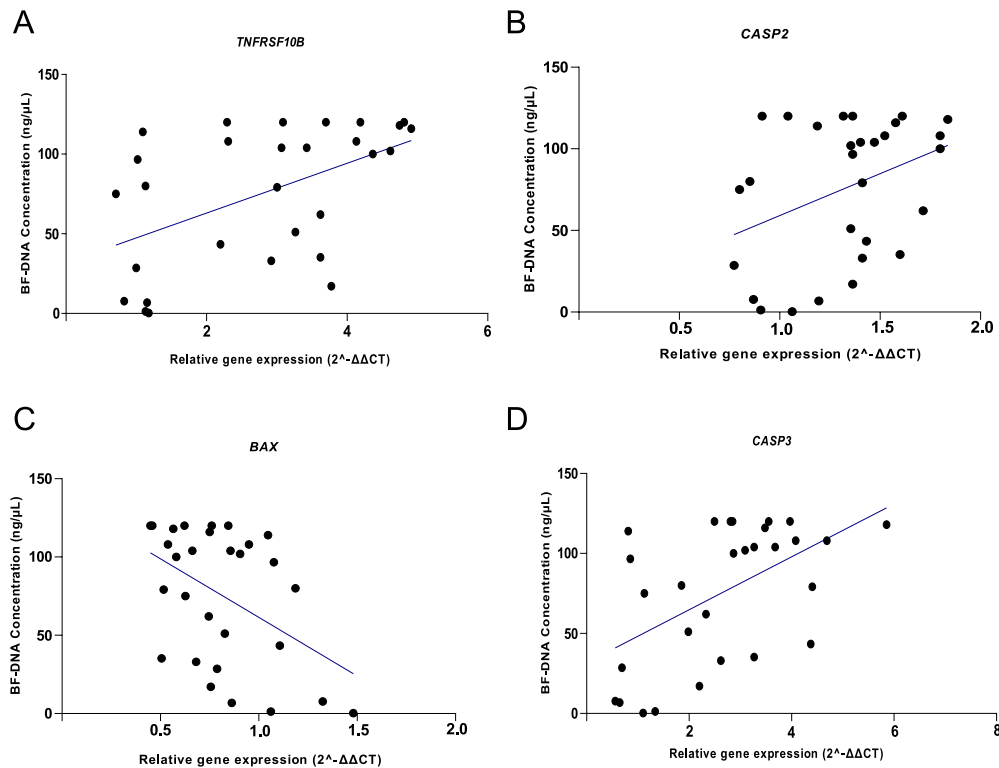 A
TNFRSF10B
BF-DNA Concentration (ng/µL)
150
100
50
0
2
4
6
Relative gene expression (2^-ΔΔCT)
B
CASP2
BF-DNA Concentration (ng/µL)
150
100
50
0
0.5
1.0
1.5
2.0
Relative gene expression (2^-ΔΔCT)
C
BAX
BF-DNA Concentration (ng/µL)
150
100
50
0
0.5
1.0
1.5
2.0
Relative gene expression (2^-ΔΔCT)
D
CASP3
BF-DNA Concentration (ng/µL)
150
100
50
0
2
4
6
8
Relative gene expression (2^-ΔΔCT)